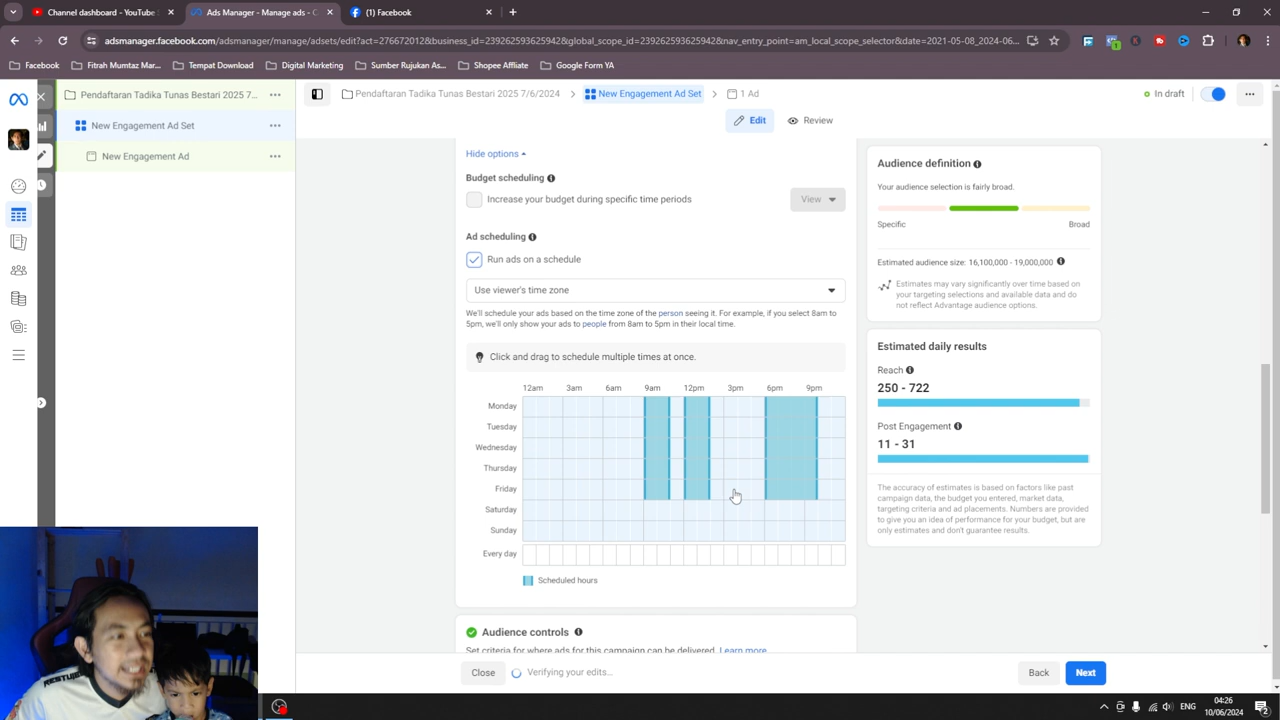 Channel dashboard - YouTube St
Ads Manager - Manage ads - C
(1) Facebook
adsmanager.facebook.com/adsmanager/manage/adsets/edit?act=276672012&business_id=239262593625942&global_scope_id=239262593625942&nav_entry_point=am_local_scope_selector&date=2021-05-08_2024-06...
Facebook
Fitrah Mumtaz Mar...
Tempat Download
Digital Marketing
Sumber Rujukan As...
Shopee Affliate
Google Form YA
Pendaftaran Tadika Tunas Bestari 2025 7...
New Engagement Ad Set
New Engagement Ad
Pendaftaran Tadika Tunas Bestari 2025 7/6/2024
New Engagement Ad Set
1 Ad
In draft
Edit
Review
Hide options
Budget scheduling
Increase your budget during specific time periods
View
Ad scheduling
Run ads on a schedule
Use viewer's time zone
We'll schedule your ads based on the time zone of the person seeing it. For example, if you select 8am to
5pm, we'll only show your ads to people from 8am to 5pm in their local time.
Click and drag to schedule multiple times at once.
12am 3am 6am 9am 12pm 3pm 6pm 9pm
Monday
Tuesday
Wednesday
Thursday
Friday
Saturday
Sunday
Every day
Scheduled hours
Audience controls
Set criteria for where ads for this campaign can be delivered. Learn more
Close
Verifying your edits...
Back
Next
Audience definition
Your audience selection is fairly broad.
Specific
Broad
Estimated audience size: 16,100,000 - 19,000,000
Estimates may vary significantly over time based on
your targeting selections and available data and do
not reflect Advantage audience options.
Estimated daily results
Reach
250 - 722
Post Engagement
11 - 31
The accuracy of estimates is based on factors like past
campaign data, the budget you entered, market data,
targeting criteria and ad placements. Numbers are provided
to give you an idea of performance for your budget, but are
only estimates and don't guarantee results.
ENG
04:26
10/06/2024
2